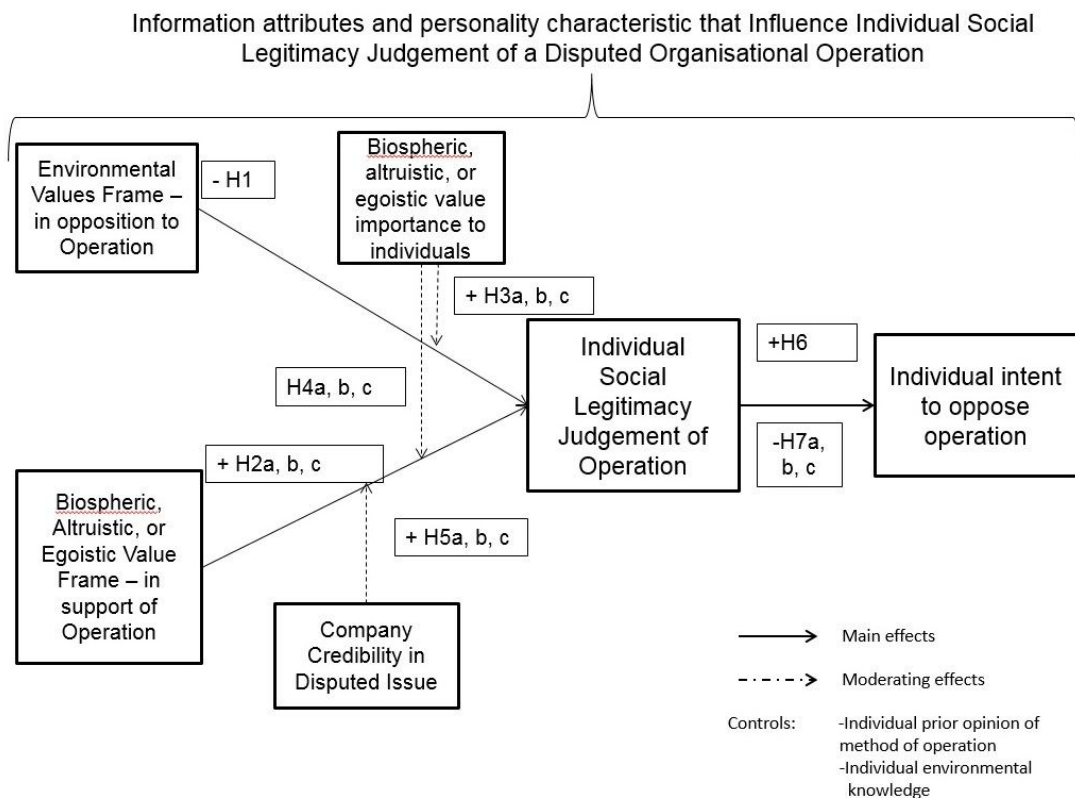 Information attributes and personality characteristic that Influence Individual Social
Legitimacy Judgement of a Disputed Organisational Operation
Environmental
Values Frame –
in opposition to
Operation
- H1
Biospheric,
altruistic, or
egoistic value
importance to
individuals
+ H3a, b, c
Individual
Social
Legitimacy
Judgement of
Operation
+H6
-H7a,
b, c
Individual intent
to oppose
operation
H4a, b, c
+ H2a, b, c
Biospheric,
Altruistic, or
Egoistic Value
Frame – in
support of
Operation
+ H5a, b, c
Company
Credibility in
Disputed Issue
Main effects
Moderating effects
Controls: -Individual prior opinion of
method of operation
-Individual environmental
knowledge